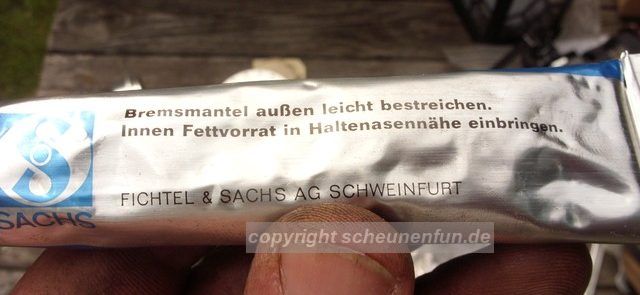 Bremsmantel außen leicht bestreichen.
Innen Fettvorrat in Haltenasennähe einbringen.
SACHS
FICHTEL & SACHS AG SCHWEINFURT
copyright scheunenfun.de